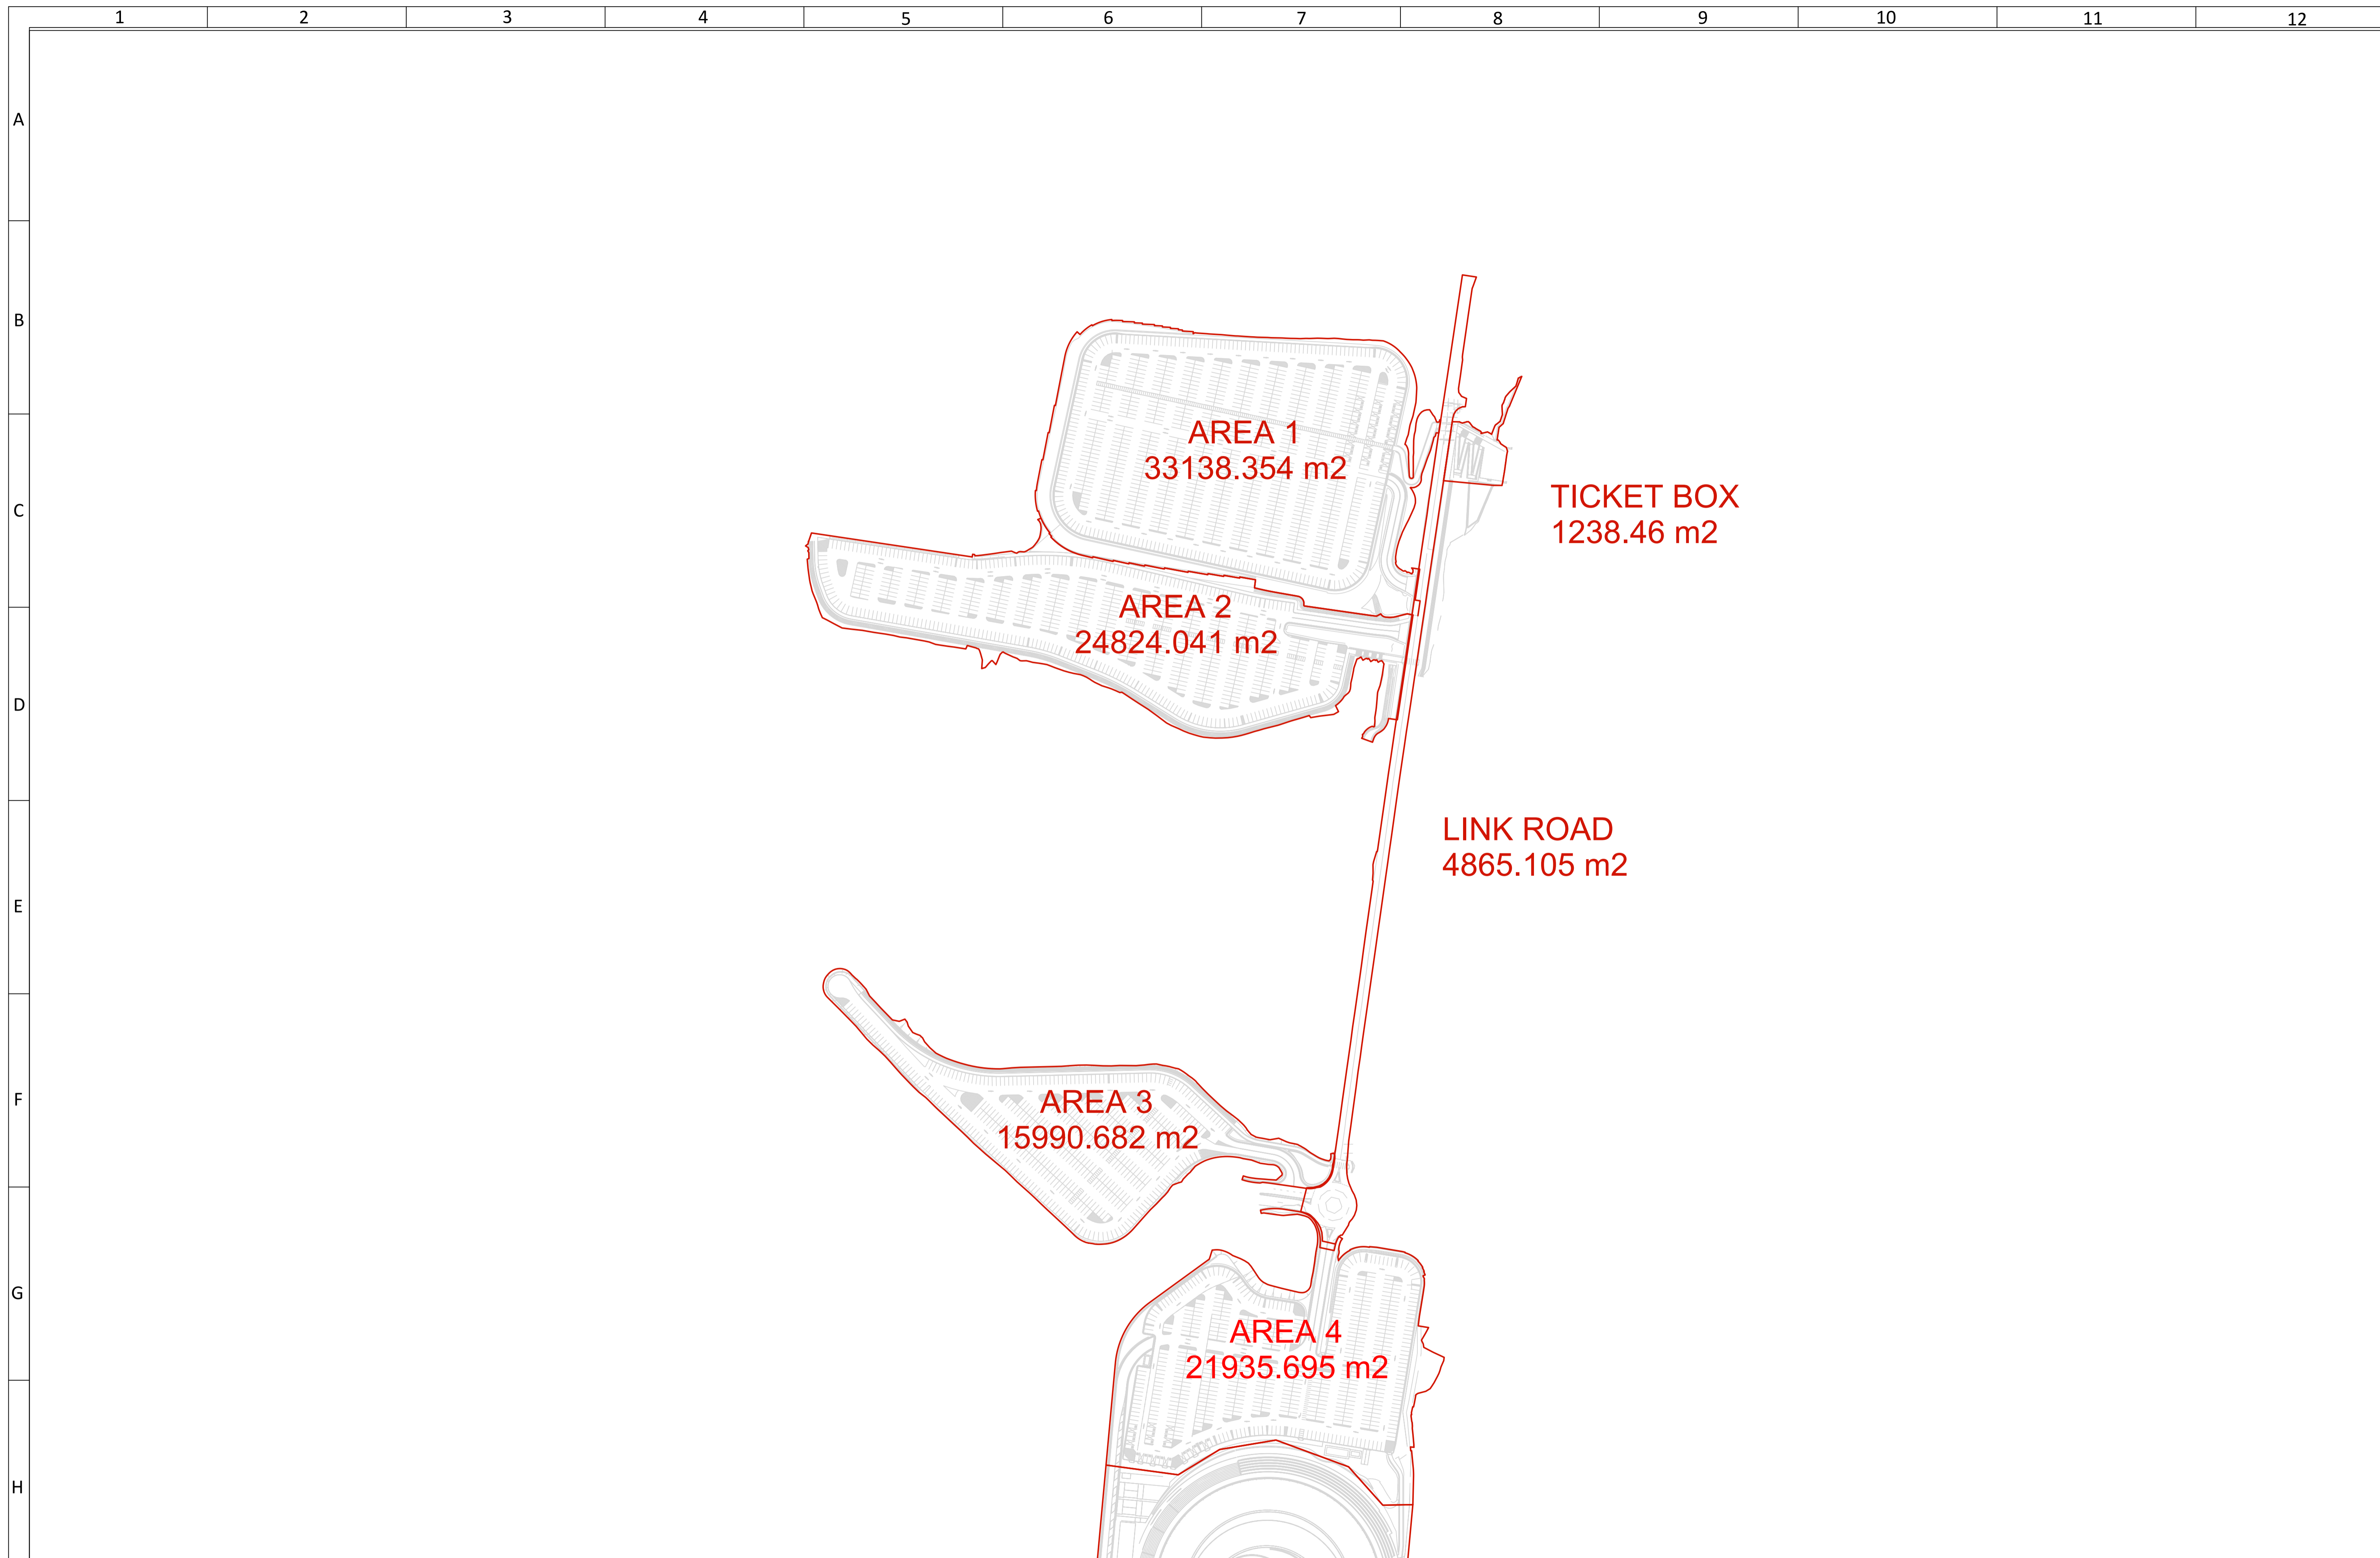 1 2 3 4 5 6 7 8 9 10 11 12
A
B
AREA 1
33138.354 m2
C
TICKET BOX
1238.46 m2
AREA 2
24824.041 m2
D
LINK ROAD
4865.105 m2
E
F
AREA 3
15990.682 m2
G
AREA 4
21935.695 m2
H